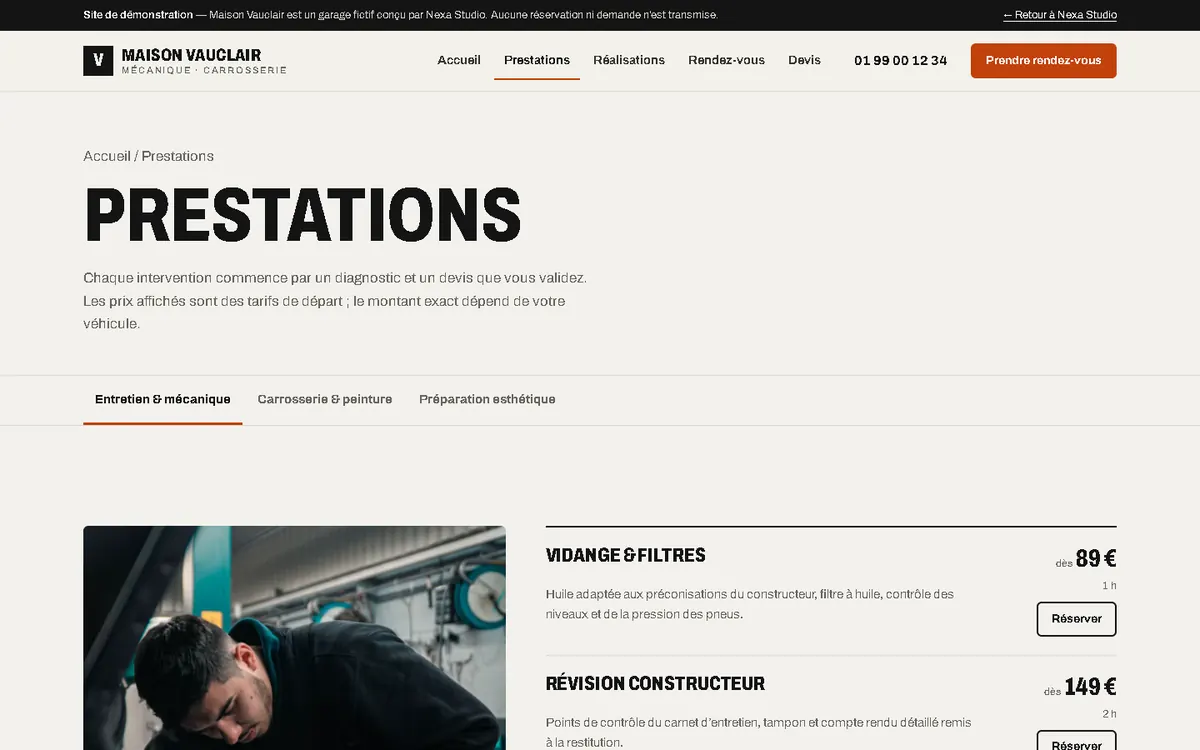 Site de démonstration — Maison Vauclair est un garage fictif conçu par Nexa Studio. Aucune réservation ni demande n'est transmise.
← Retour à Nexa Studio
V
MAISON VAUCLAIR
MÉCANIQUE · CARROSSERIE
Accueil
Prestations
Réalisations
Rendez-vous
Devis
01 99 00 12 34
Prendre rendez-vous
Accueil / Prestations
PRESTATIONS
Chaque intervention commence par un diagnostic et un devis que vous validez.
Les prix affichés sont des tarifs de départ ; le montant exact dépend de votre
véhicule.
Entretien & mécanique
Carrosserie & peinture
Préparation esthétique
VIDANGE & FILTRES
dès 89 €
1 h
Huile adaptée aux préconisations du constructeur, filtre à huile, contrôle des
niveaux et de la pression des pneus.
Réserver
RÉVISION CONSTRUCTEUR
dès 149 €
2 h
Points de contrôle du carnet d'entretien, tampon et compte rendu détaillé remis
à la restitution.
Réserver